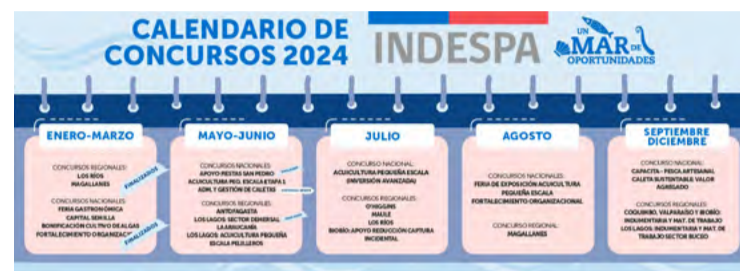 CALENDARIO DE
CONCURSOS 2024
INDESPA
UN
MAR DE
OPORTUNIDADES
ENERO-MARZO
CONCURSOS REGIONALES:
LOS RÍOS
MAGALLANES
FINALIZADOS
CONCURSOS NACIONALES:
FERIA GASTRONÓMICA
CAPITAL SEMILLA
BONIFICACIÓN CULTIVO DE ALGAS
FORTALECIMIENTO ORGANIZACIONAL
FINALIZADOS
MAYO-JUNIO
CONCURSOS NACIONALES:
APOYO FIESTAS SAN PEDRO
ACUICULTURA PEQ. ESCALA ETAPA 1
ADM. Y GESTIÓN DE CALETAS
CONCURSOS REGIONALES:
ANTOFAGASTA
LOS LAGOS: SECTOR DEMERSAL
LA ARAUCANÍA
LOS LAGOS: ACUICULTURA PEQUEÑA
ESCALA PELILLEROS
JULIO
CONCURSO NACIONAL:
ACUICULTURA PEQUEÑA ESCALA
(INVERSIÓN AVANZADA)
CONCURSOS REGIONALES:
O'HIGGINS
MAULE
LOS RÍOS
BIOBÍO: APOYO REDUCCIÓN CAPTURA
INCIDENTAL
AGOSTO
CONCURSOS NACIONALES:
FERIA DE EXPOSICIÓN ACUICULTURA
PEQUEÑA ESCALA
FORTALECIMIENTO ORGANIZACIONAL
CONCURSO REGIONAL:
MAGALLANES
SEPTIEMBRE
DICIEMBRE
CONCURSO NACIONAL:
CAPACITA - PESCA ARTESANAL
CALETA SUSTENTABLE: VALOR
AGREGADO
CONCURSOS REGIONALES:
COQUIMBO, VALPARAÍSO Y BIOBÍO:
INDUMENTARIA Y MAT. DE TRABAJO
LOS LAGOS: INDUMENTARIA Y MAT. DE
TRABAJO SECTOR BUCEO